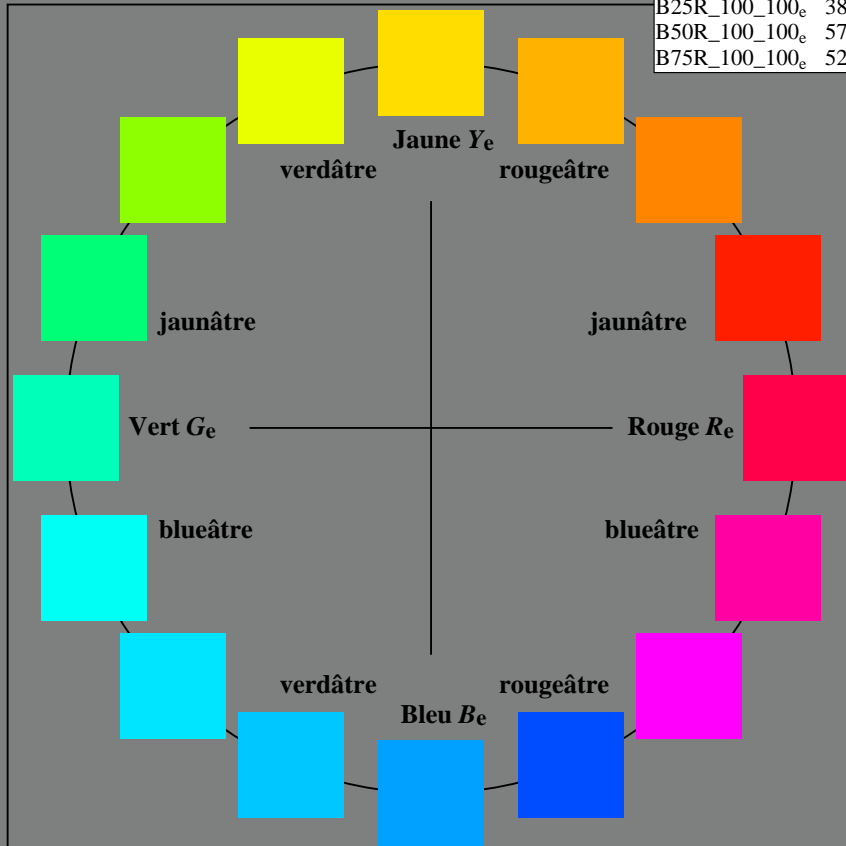 B25R_100_100e 38
B50R_100_100e 57
B75R_100_100e 52
Jaune Ye
verdâtre rougeâtre
jaunâtre jaunâtre
Vert Ge Rouge Re
blueâtre blueâtre
verdâtre rougeâtre
Bleu Be